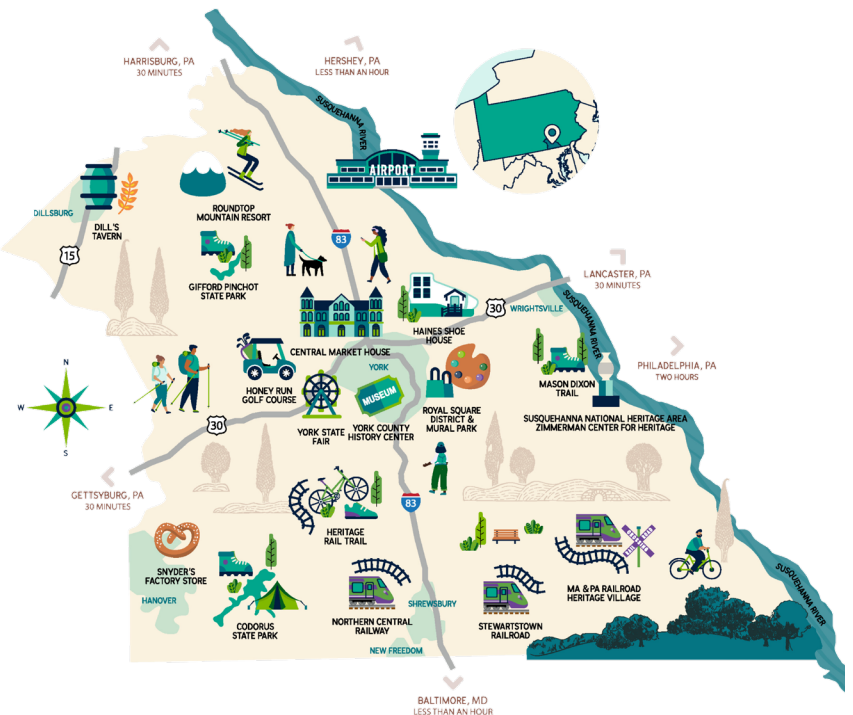 HARRISBURG, PA
30 MINUTES
HERSHEY, PA
LESS THAN AN HOUR
SUSQUEHANNA RIVER
AIRPORT
ROUNDTOP
MOUNTAIN RESORT
DILLSBURG
DILL'S
TAVERN
15
83
GIFFORD PINCHOT
STATE PARK
LANCASTER, PA
30 MINUTES
30
WRIGHTSVILLE
SUSQUEHANNA RIVER
HAINES SHOE
HOUSE
CENTRAL MARKET HOUSE
YORK
PHILADELPHIA, PA
TWO HOURS
MASON DIXON
TRAIL
HONEY RUN
GOLF COURSE
MUSEUM
N
W
E
S
30
YORK STATE
FAIR
YORK COUNTY
HISTORY CENTER
ROYAL SQUARE
DISTRICT &
MURAL PARK
SUSQUEHANNA NATIONAL HERITAGE AREA
ZIMMERMAN CENTER FOR HERITAGE
GETTSYBURG, PA
30 MINUTES
83
HERITAGE
RAIL TRAIL
SNYDER'S
FACTORY STORE
HANOVER
CODORUS
STATE PARK
NORTHERN CENTRAL
RAILWAY
SHREWSBURY
NEW FREEDOM
STEWARTSTOWN
RAILROAD
MA & PA RAILROAD
HERITAGE VILLAGE
SUSQUEHANNA RIVER
BALTIMORE, MD
LESS THAN AN HOUR